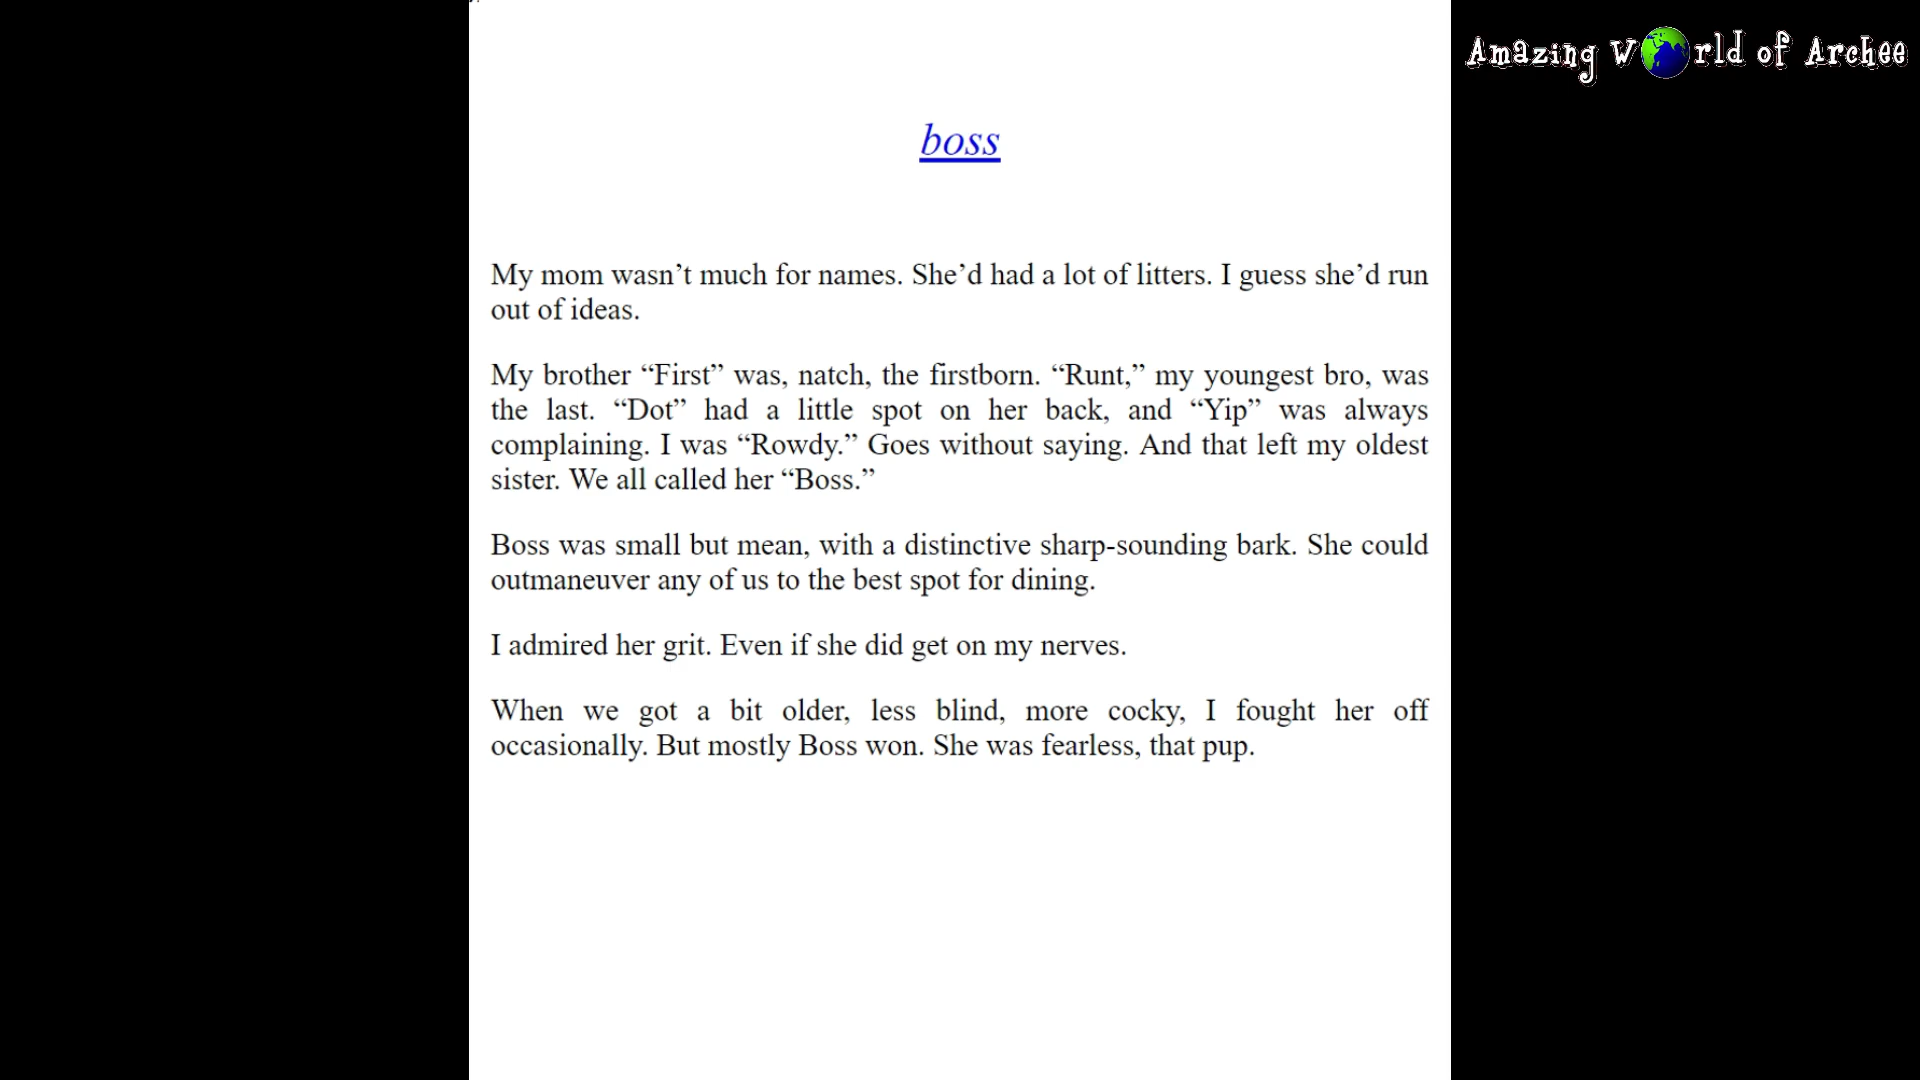 Amazing World of Archee
boss
My mom wasn’t much for names. She’d had a lot of litters. I guess she’d run
out of ideas.
My brother “First” was, natch, the firstborn. “Runt,” my youngest bro, was
the last. “Dot” had a little spot on her back, and “Yip” was always
complaining. I was “Rowdy.” Goes without saying. And that left my oldest
sister. We all called her “Boss.”
Boss was small but mean, with a distinctive sharp-sounding bark. She could
outmaneuver any of us to the best spot for dining.
I admired her grit. Even if she did get on my nerves.
When we got a bit older, less blind, more cocky, I fought her off
occasionally. But mostly Boss won. She was fearless, that pup.